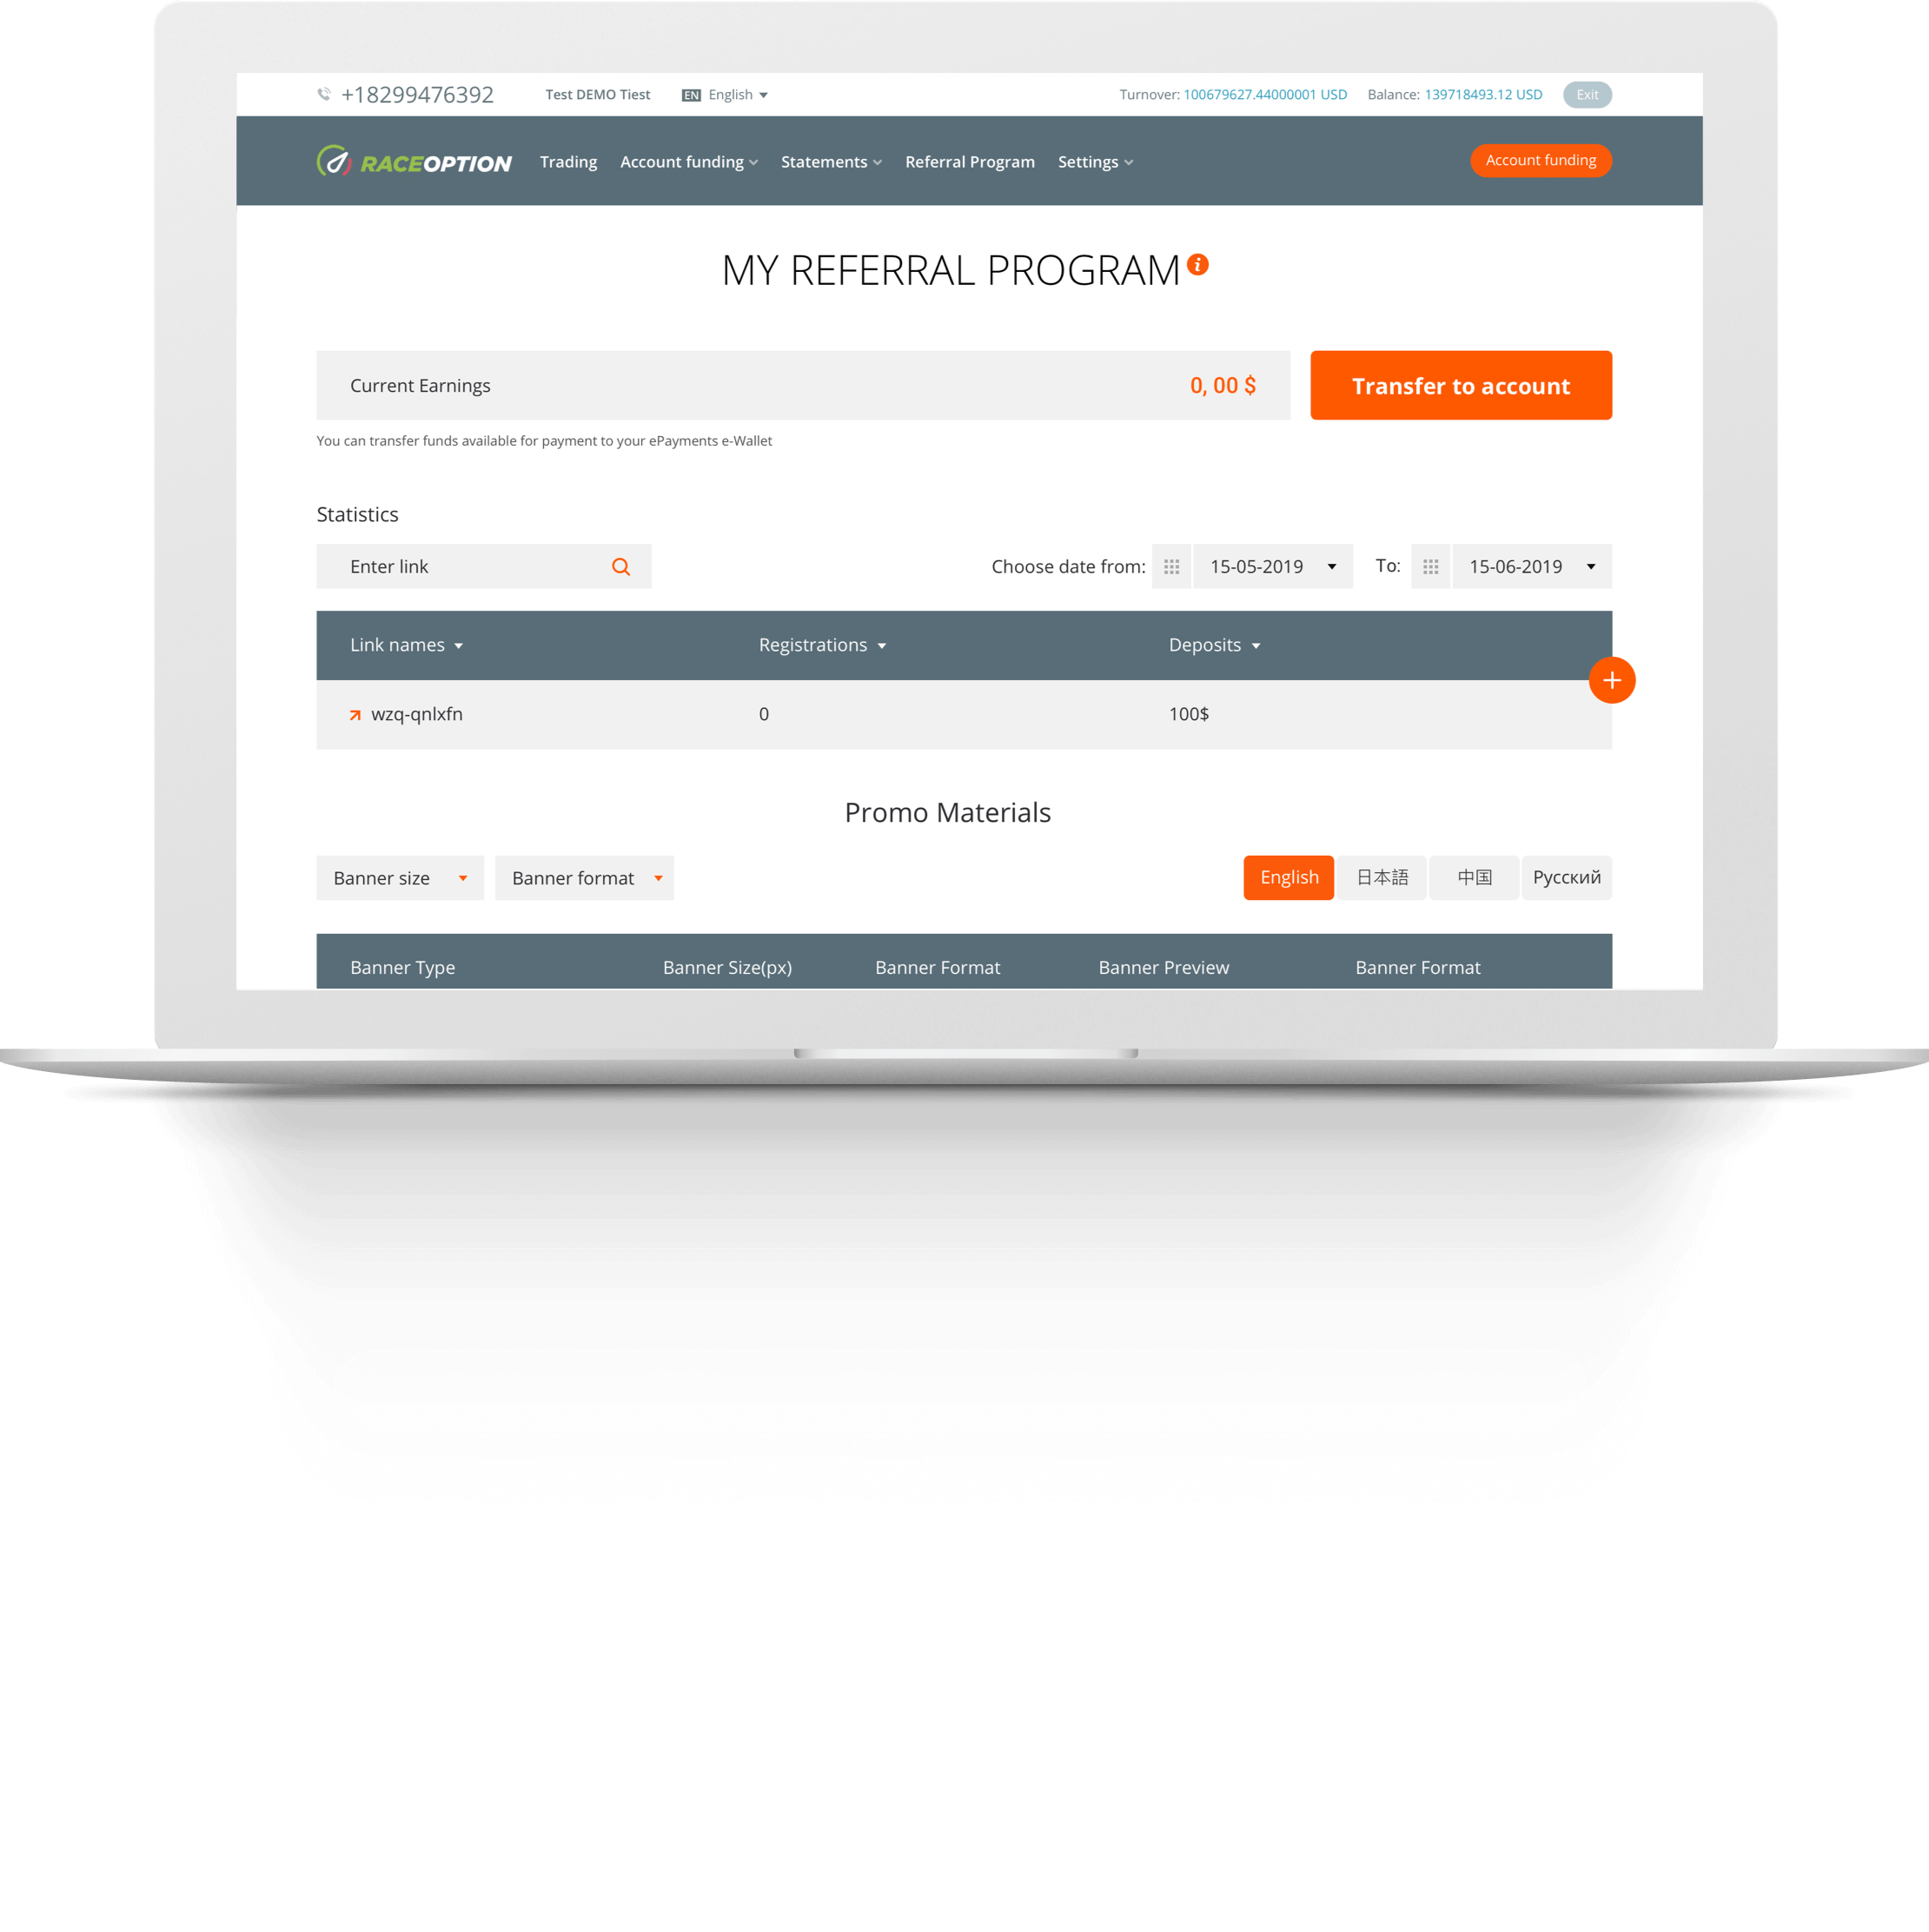 +18299476392 Test DEMO Tiest EN English Turnover: 100679627.44000001 USD Balance: 139718493.12 USD Exit
RACEOPTION Trading Account funding Statements Referral Program Settings Account funding
MY REFERRAL PROGRAM i
Current Earnings 0, 00 $ Transfer to account
You can transfer funds available for payment to your ePayments e-Wallet
Statistics
Enter link Choose date from: 15-05-2019 To: 15-06-2019
Link names Registrations Deposits
wzq-qnlxfn 0 100$
Promo Materials
Banner size Banner format English 日本語 中国 Русский
Banner Type Banner Size(px) Banner Format Banner Preview Banner Format